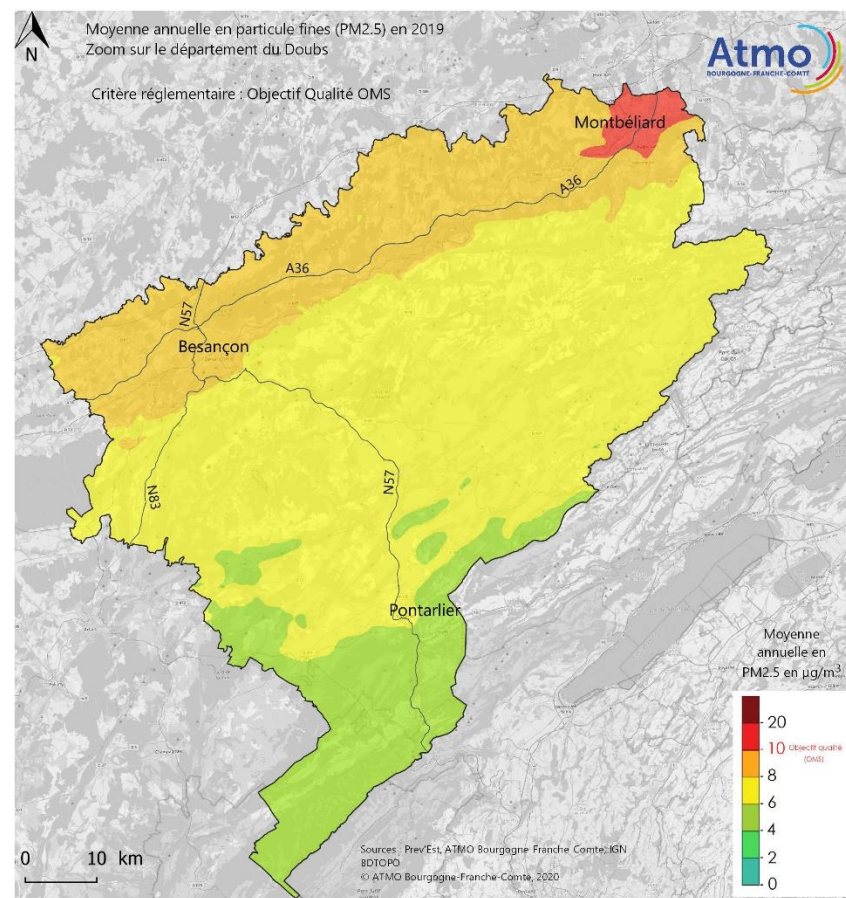 Moyenne annuelle en particule fines (PM2.5) en 2019
Zoom sur le département du Doubs
N
Atmo
BOURGOGNE-FRANCHE-COMTÉ
Critère réglementaire : Objectif Qualité OMS
Montbéliard
A36
A36
N57
Besançon
N83
N57
Pontarlier
Moyenne
annuelle en
PM2.5 en µg/m³
20
10 Objectif qualité
(OMS)
8
6
4
2
0
0 10 km
Sources : Prev'Est, ATMO Bourgogne Franche Comte, IGN
BDTOPO
© ATMO Bourgogne-Franche-Comté, 2020